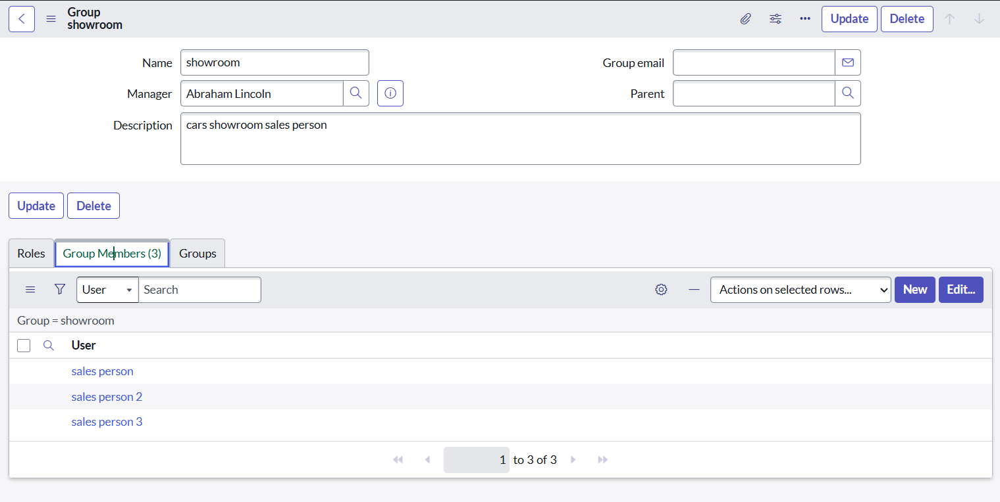 Group
showroom
Update Delete
Name showroom Group email
Manager Abraham Lincoln Parent
Description cars showroom sales person
Update Delete
Roles Group Members (3) Groups
User Search Actions on selected rows... New Edit...
Group = showroom
User
sales person
sales person 2
sales person 3
1 to 3 of 3